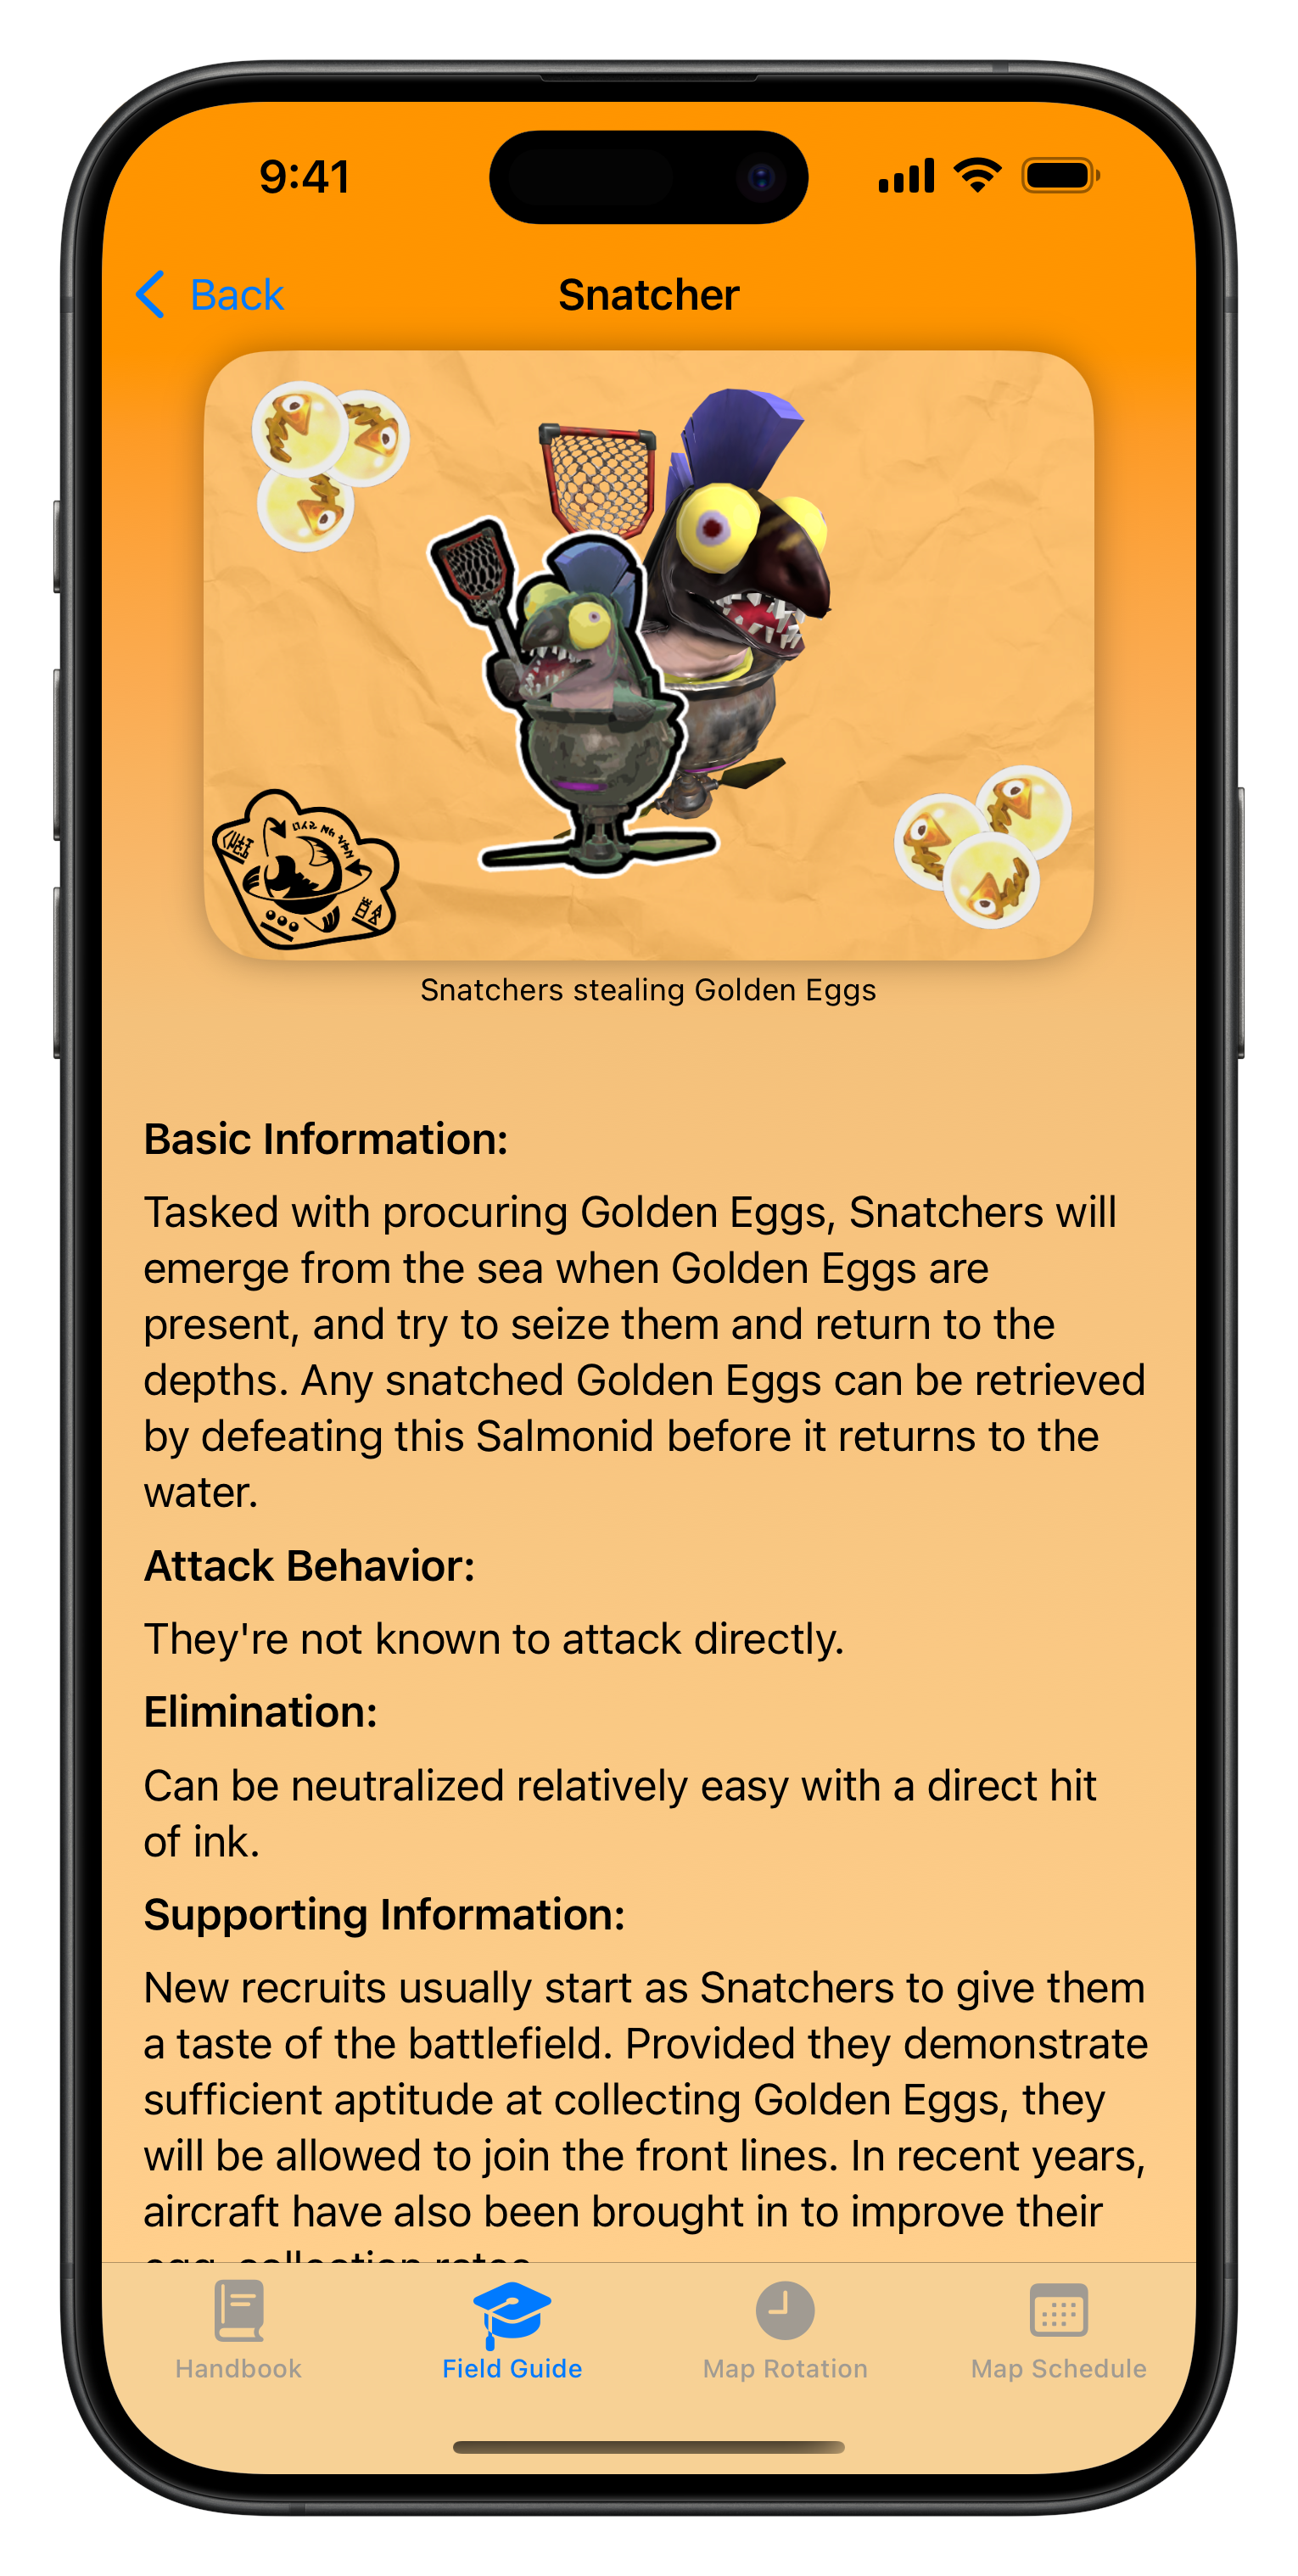 9:41
Back
Snatcher
Snatchers stealing Golden Eggs
Basic Information:
Tasked with procuring Golden Eggs, Snatchers will
emerge from the sea when Golden Eggs are
present, and try to seize them and return to the
depths. Any snatched Golden Eggs can be retrieved
by defeating this Salmonid before it returns to the
water.
Attack Behavior:
They're not known to attack directly.
Elimination:
Can be neutralized relatively easy with a direct hit
of ink.
Supporting Information:
New recruits usually start as Snatchers to give them
a taste of the battlefield. Provided they demonstrate
sufficient aptitude at collecting Golden Eggs, they
will be allowed to join the front lines. In recent years,
aircraft have also been brought in to improve their
Handbook
Field Guide
Map Rotation
Map Schedule